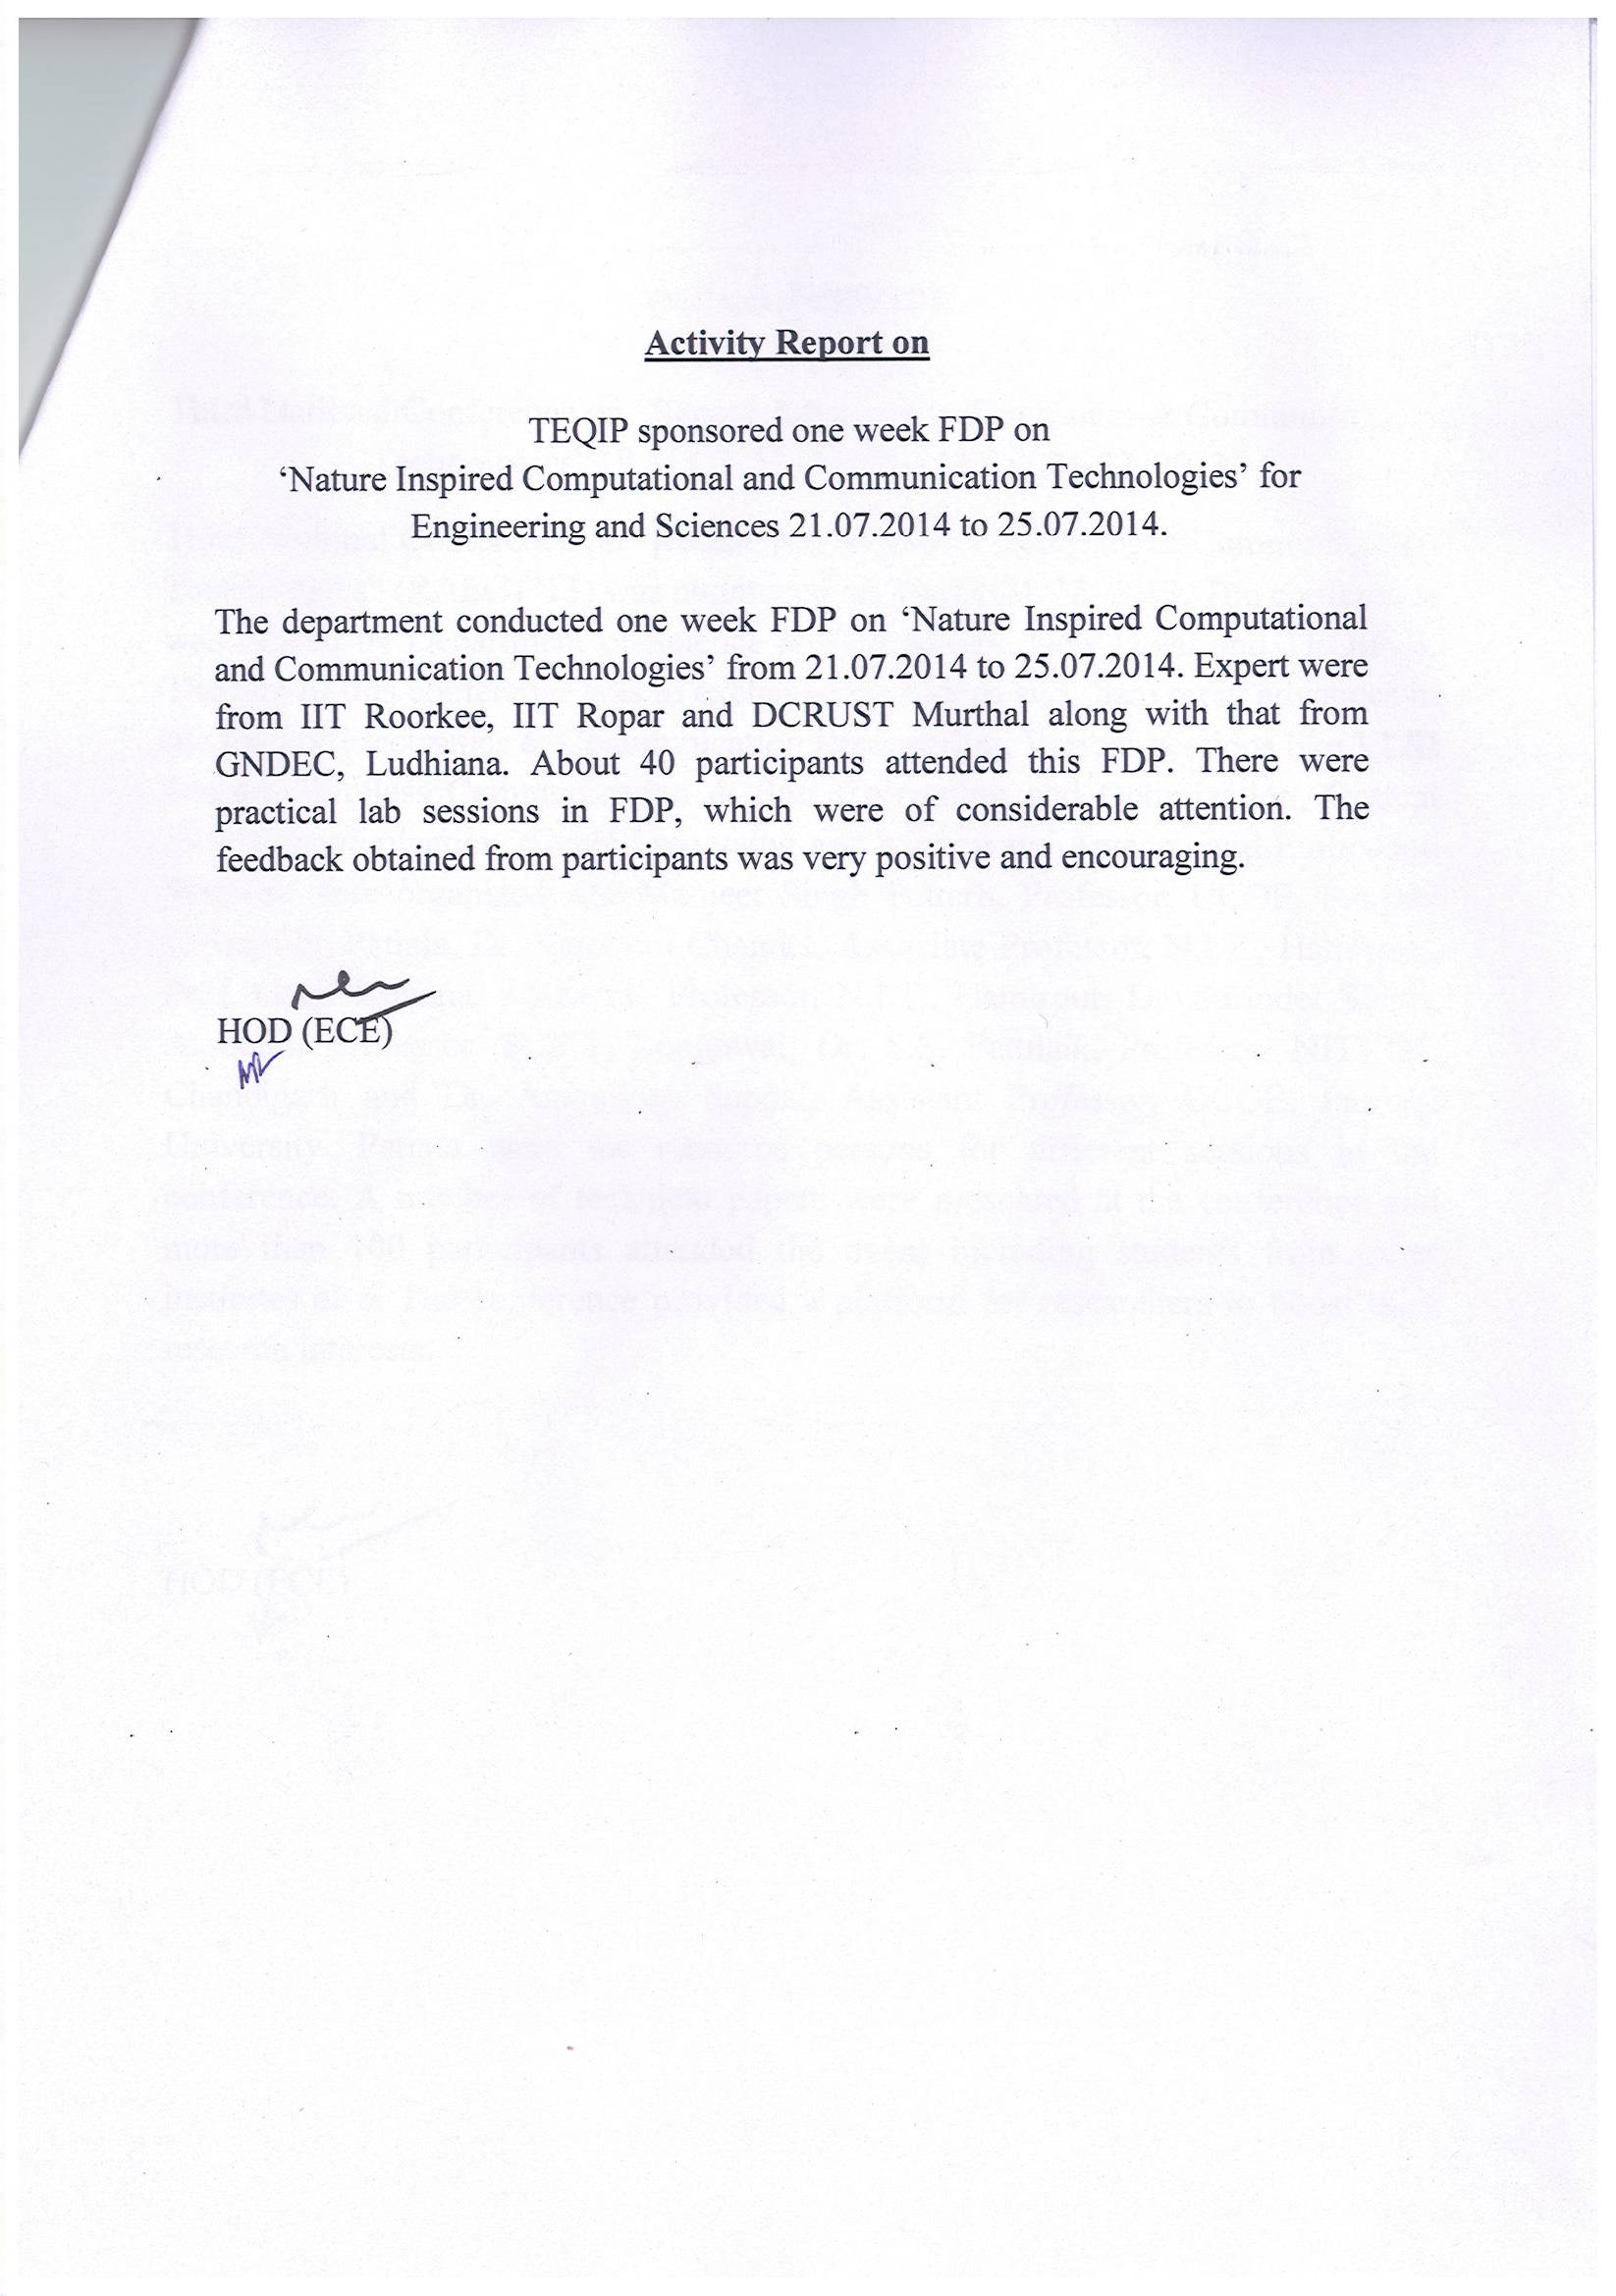 Activity Report on
TEQIP sponsored one week FDP on
‘Nature Inspired Computational and Communication Technologies’ for
Engineering and Sciences 21.07.2014 to 25.07.2014.
The department conducted one week FDP on ‘Nature Inspired Computational
and Communication Technologies’ from 21.07.2014 to 25.07.2014. Expert were
from IIT Roorkee, IIT Ropar and DCRUST Murthal along with that from
GNDEC, Ludhiana. About 40 participants attended this FDP. There were
practical lab sessions in FDP, which were of considerable attention. The
feedback obtained from participants was very positive and encouraging.
HOD (ECE)